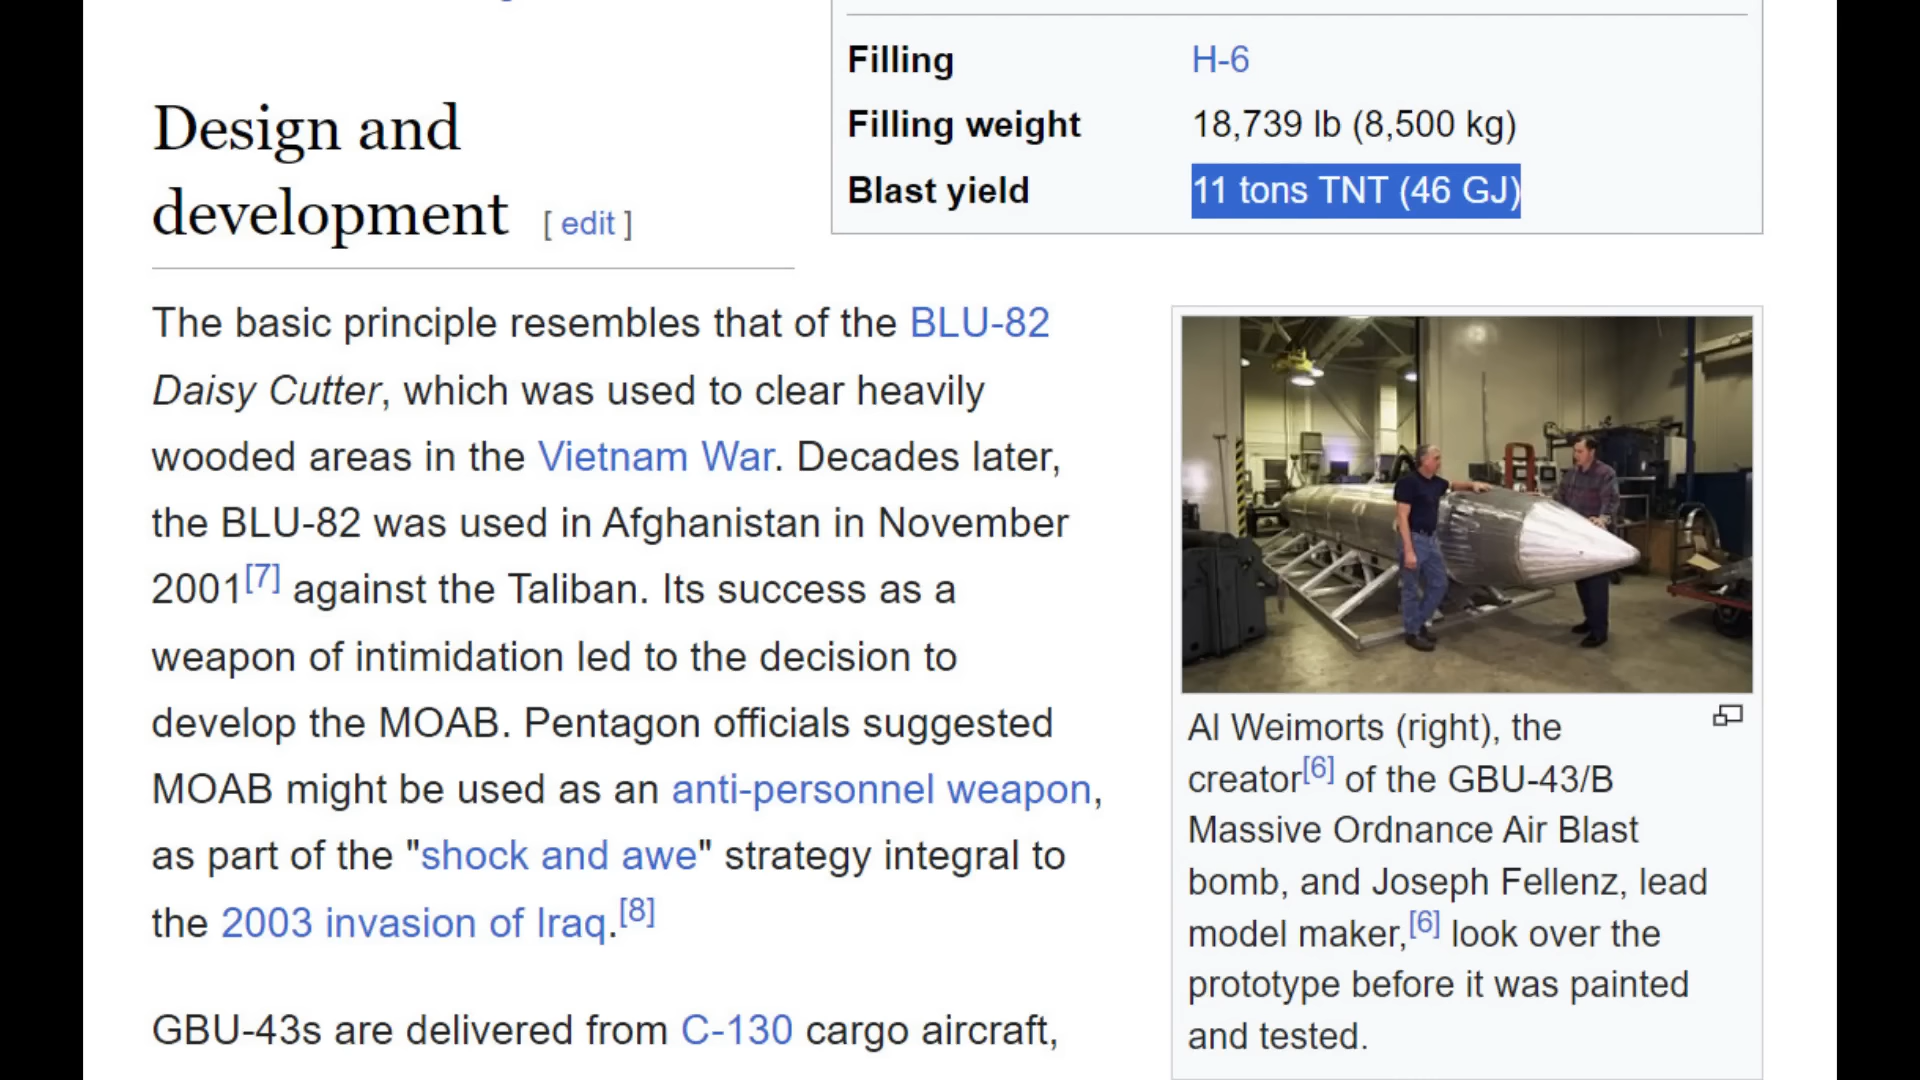 Filling H-6
Filling weight 18,739 lb (8,500 kg)
Blast yield 11 tons TNT (46 GJ)
Design and
development [ edit ]
The basic principle resembles that of the BLU-82
Daisy Cutter, which was used to clear heavily
wooded areas in the Vietnam War. Decades later,
the BLU-82 was used in Afghanistan in November
2001[7] against the Taliban. Its success as a
weapon of intimidation led to the decision to
develop the MOAB. Pentagon officials suggested
MOAB might be used as an anti-personnel weapon,
as part of the "shock and awe" strategy integral to
the 2003 invasion of Iraq.[8]
GBU-43s are delivered from C-130 cargo aircraft,
Al Weimorts (right), the
creator[6] of the GBU-43/B
Massive Ordnance Air Blast
bomb, and Joseph Fellenz, lead
model maker,[6] look over the
prototype before it was painted
and tested.